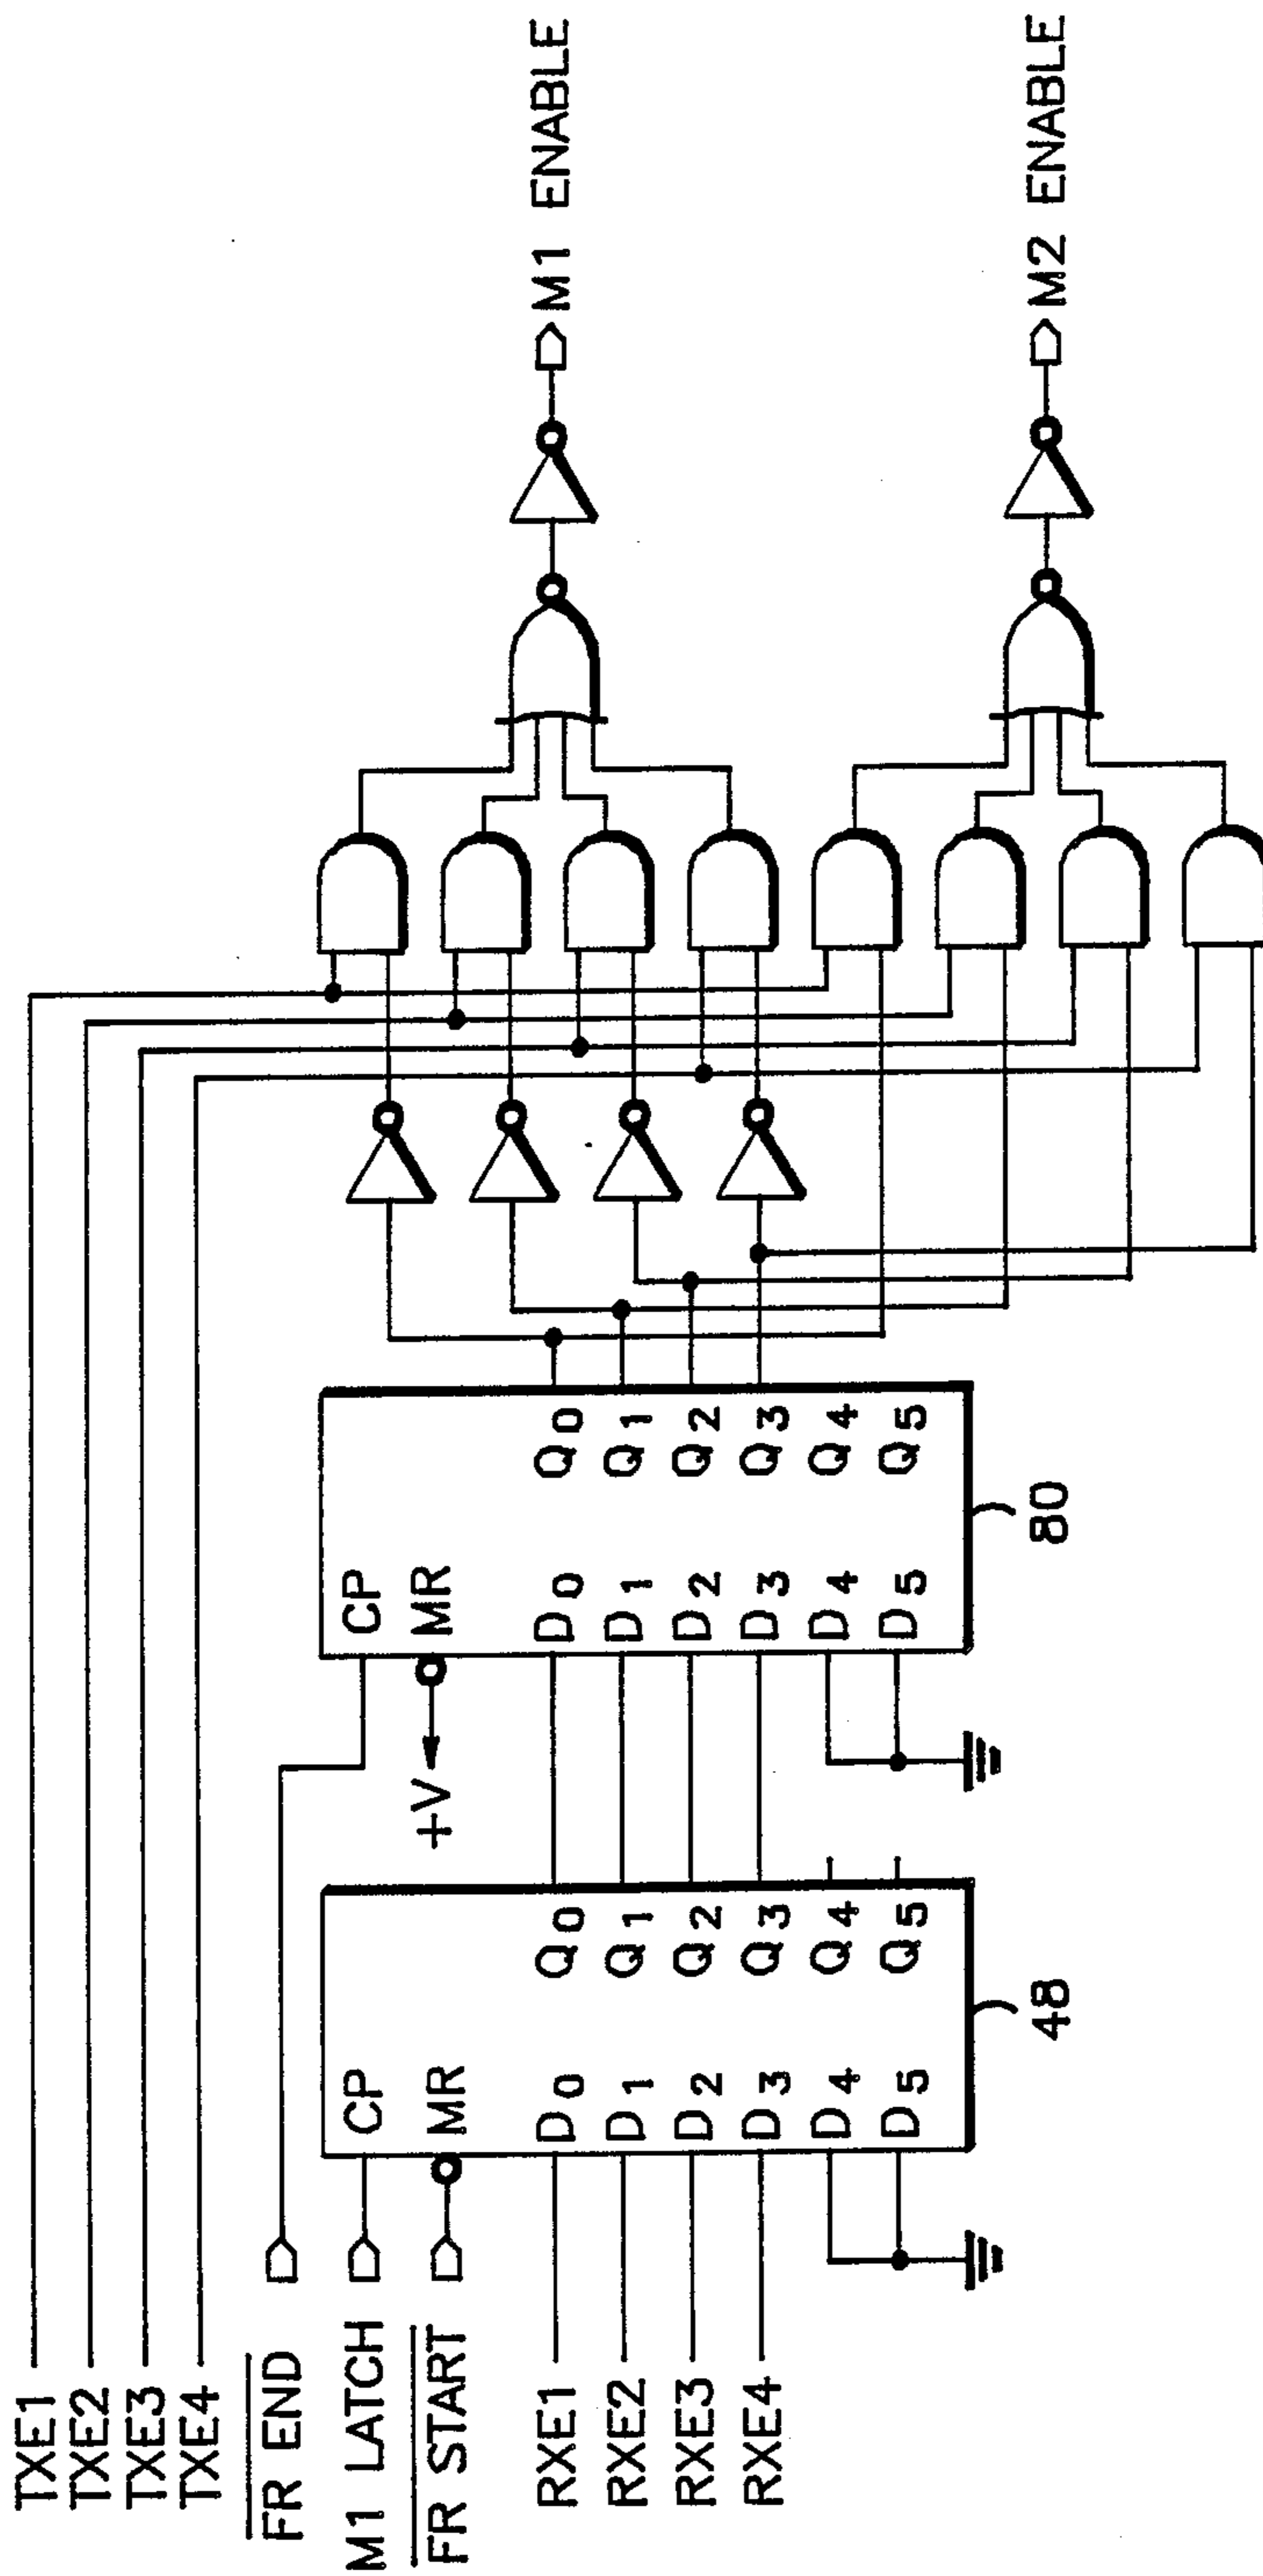 TXE1
TXE2
TXE3
TXE4
FR END
M1 LATCH
FR START
RXE1
RXE2
RXE3
RXE4
CP
MR
D0 Q0
D1 Q1
D2 Q2
D3 Q3
D4 Q4
D5 Q5
48
+V
CP
MR
D0 Q0
D1 Q1
D2 Q2
D3 Q3
D4 Q4
D5 Q5
80
M1 ENABLE
M2 ENABLE